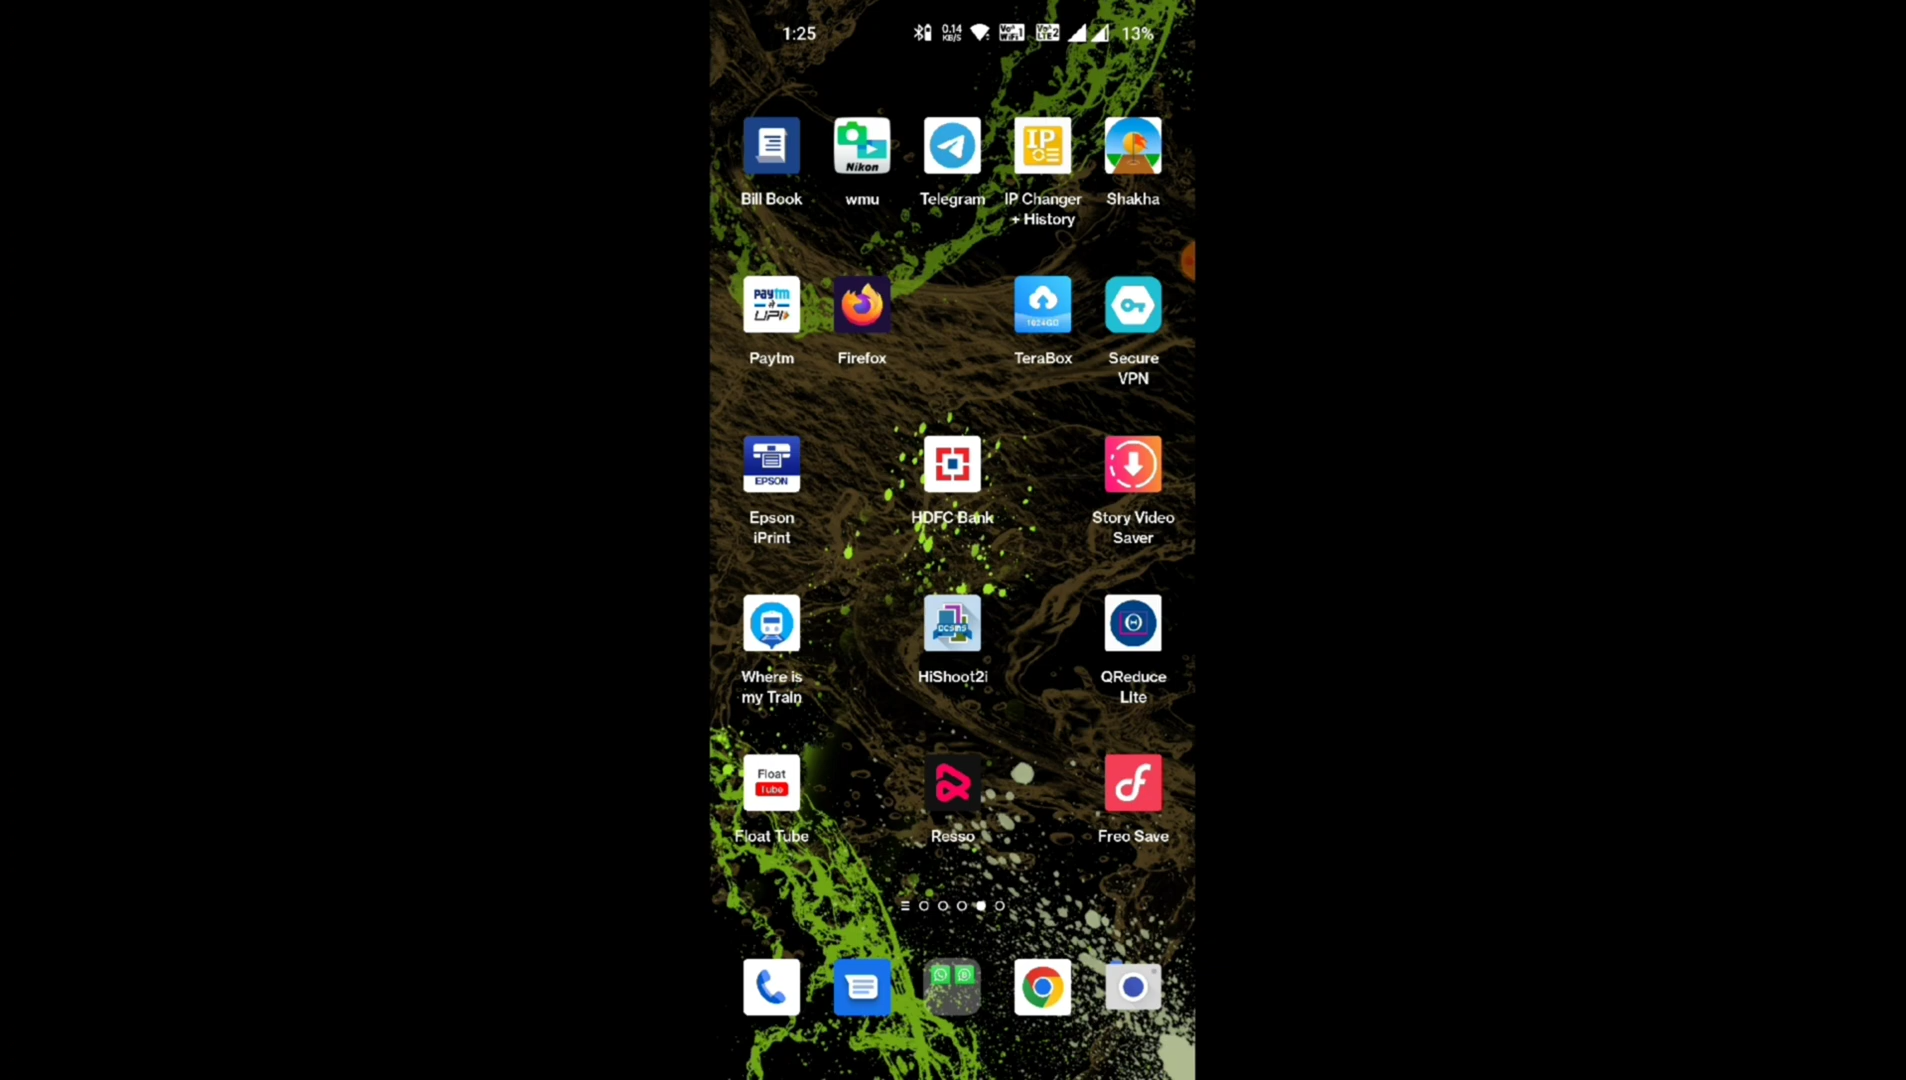 1:25
0.14
KB/S
13%
Nikon
IP
Bill Book
wmu
Telegram
IP Changer
+ History
Shakha
paytm
UPI
1024GB
Paytm
Firefox
TeraBox
Secure
VPN
EPSON
Epson
iPrint
HDFC Bank
Story Video
Saver
DCSMS
Where is
my Train
HiShoot2i
QReduce
Lite
Float
Tube
Float Tube
Resso
Freo Save